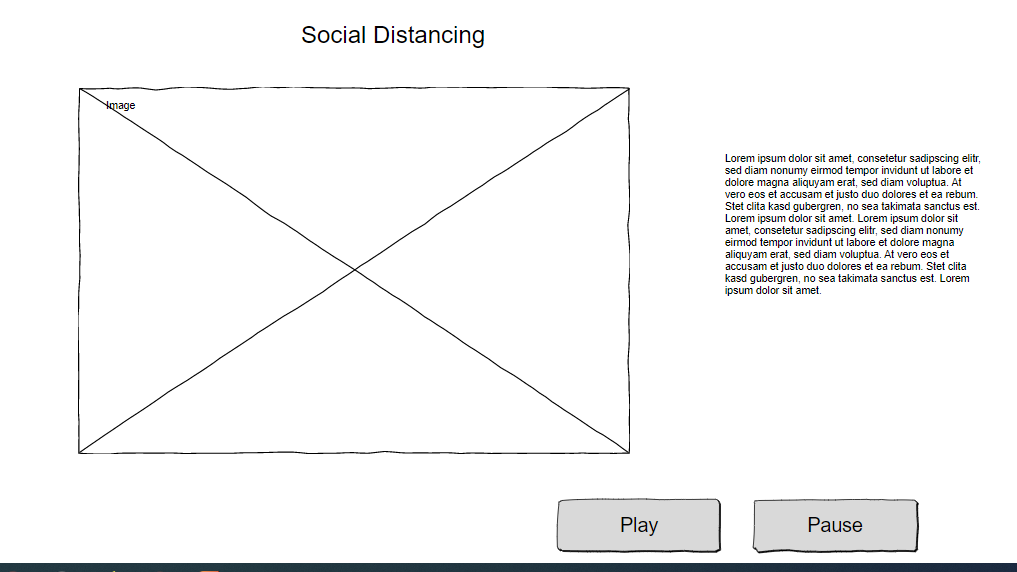 Social Distancing
Image
Lorem ipsum dolor sit amet, consetetur sadipscing elitr,
sed diam nonumy eirmod tempor invidunt ut labore et
dolore magna aliquyam erat, sed diam voluptua. At
vero eos et accusam et justo duo dolores et ea rebum.
Stet clita kasd gubergren, no sea takimata sanctus est.
Lorem ipsum dolor sit amet. Lorem ipsum dolor sit
amet, consetetur sadipscing elitr, sed diam nonumy
eirmod tempor invidunt ut labore et dolore magna
aliquyam erat, sed diam voluptua. At vero eos et
accusam et justo duo dolores et ea rebum. Stet clita
kasd gubergren, no sea takimata sanctus est. Lorem
ipsum dolor sit amet.
Play
Pause